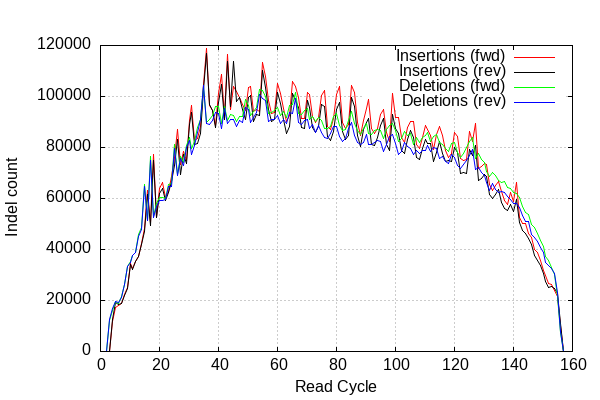 120000
100000
80000
60000
40000
20000
0
Indel count
Insertions (fwd)
Insertions (rev)
Deletions (fwd)
Deletions (rev)
0 20 40 60 80 100 120 140 160
Read Cycle